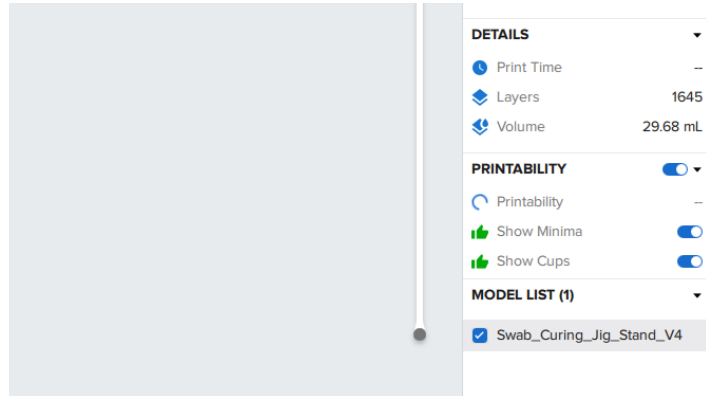 DETAILS
Print Time --
Layers 1645
Volume 29.68 mL
PRINTABILITY
Printability --
Show Minima
Show Cups
MODEL LIST (1)
Swab_Curing_Jig_Stand_V4